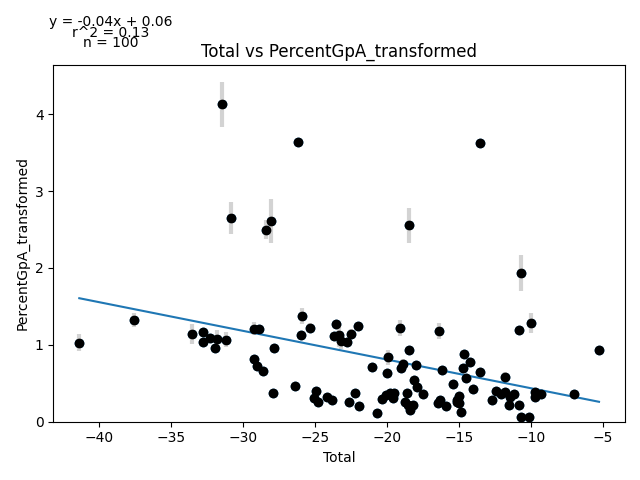 y = -0.04x + 0.06
r^2 = 0.13
n = 100
Total vs PercentGpA_transformed
PercentGpA_transformed
4
3
2
1
0
−40
−35
−30
−25
−20
−15
−10
−5
Total